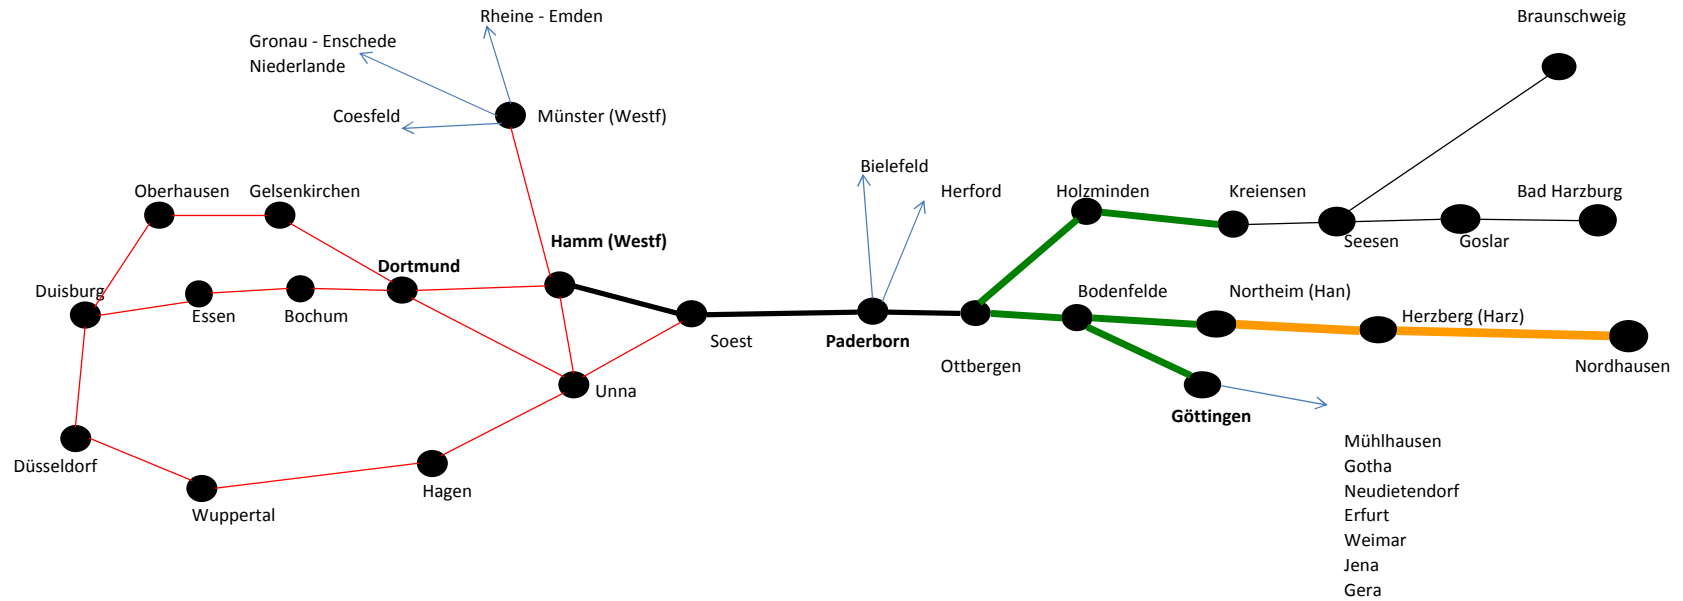 Rheine - Emden
Braunschweig
Gronau - Enschede
Niederlande
Coesfeld
Münster (Westf)
Bielefeld
Herford
Oberhausen
Gelsenkirchen
Holzminden
Kreiensen
Bad Harzburg
Hamm (Westf)
Seesen
Goslar
Dortmund
Duisburg
Essen
Bochum
Bodenfelde
Northeim (Han)
Herzberg (Harz)
Soest
Paderborn
Ottbergen
Nordhausen
Unna
Göttingen
Düsseldorf
Hagen
Wuppertal
Mühlhausen
Gotha
Neudietendorf
Erfurt
Weimar
Jena
Gera